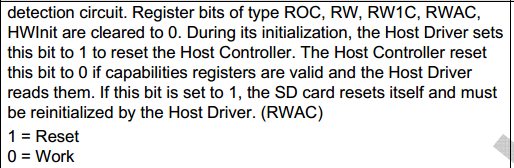 detection circuit. Register bits of type ROC, RW, RW1C, RWAC,
HWInit are cleared to 0. During its initialization, the Host Driver sets
this bit to 1 to reset the Host Controller. The Host Controller reset
this bit to 0 if capabilities registers are valid and the Host Driver
reads them. If this bit is set to 1, the SD card resets itself and must
be reinitialized by the Host Driver. (RWAC)
1 = Reset
0 = Work